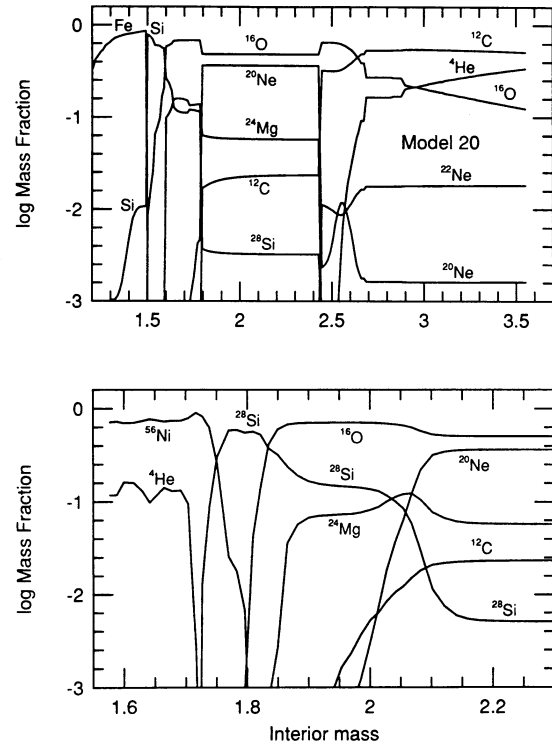 log Mass Fraction
0
-1
-2
-3
Fe
Si
Si
¹⁶O
²⁰Ne
²⁴Mg
¹²C
²⁸Si
¹²C
⁴He
¹⁶O
Model 20
²²Ne
²⁰Ne
1.5
2
2.5
3
3.5
log Mass Fraction
0
-1
-2
-3
⁵⁶Ni
⁴He
²⁸Si
¹⁶O
²⁸Si
²⁴Mg
²⁰Ne
¹²C
²⁸Si
1.6
1.8
2
2.2
Interior mass